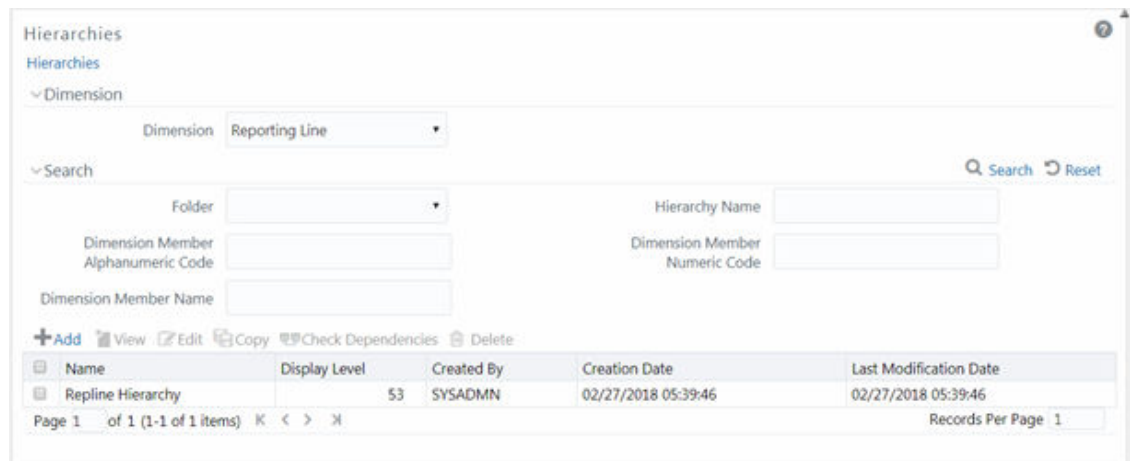 Hierarchies
Hierarchies
Dimension
Dimension Reporting Line
Search Search Reset
Folder Hierarchy Name
Dimension Member Alphanumeric Code Dimension Member Numeric Code
Dimension Member Name
Add View Edit Copy Check Dependencies Delete
Name Display Level Created By Creation Date Last Modification Date
Repline Hierarchy 53 SYSADMN 02/27/2018 05:39:46 02/27/2018 05:39:46
Page 1 of 1 (1-1 of 1 items) Records Per Page 1